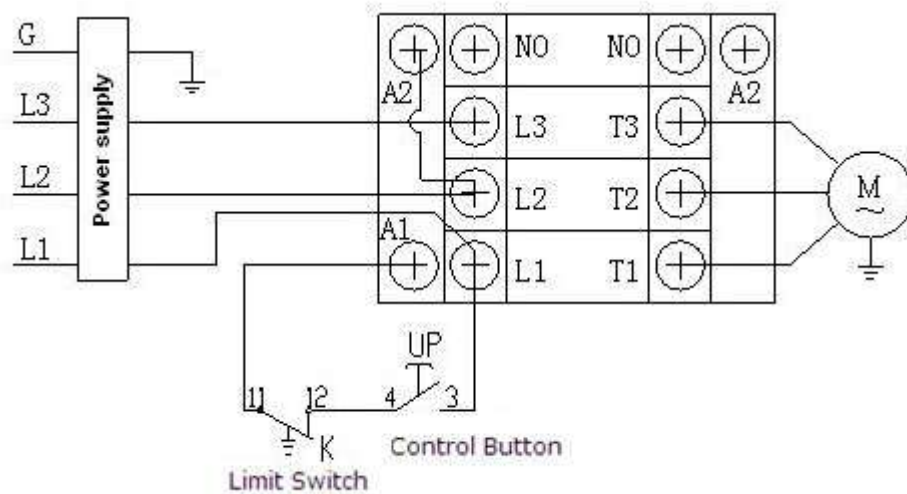 G
L3
L2
L1
Power supply
A2
NO
NO
A2
L3
T3
L2
T2
A1
L1
T1
M
~
UP
11
12
4
3
K
Control Button
Limit Switch